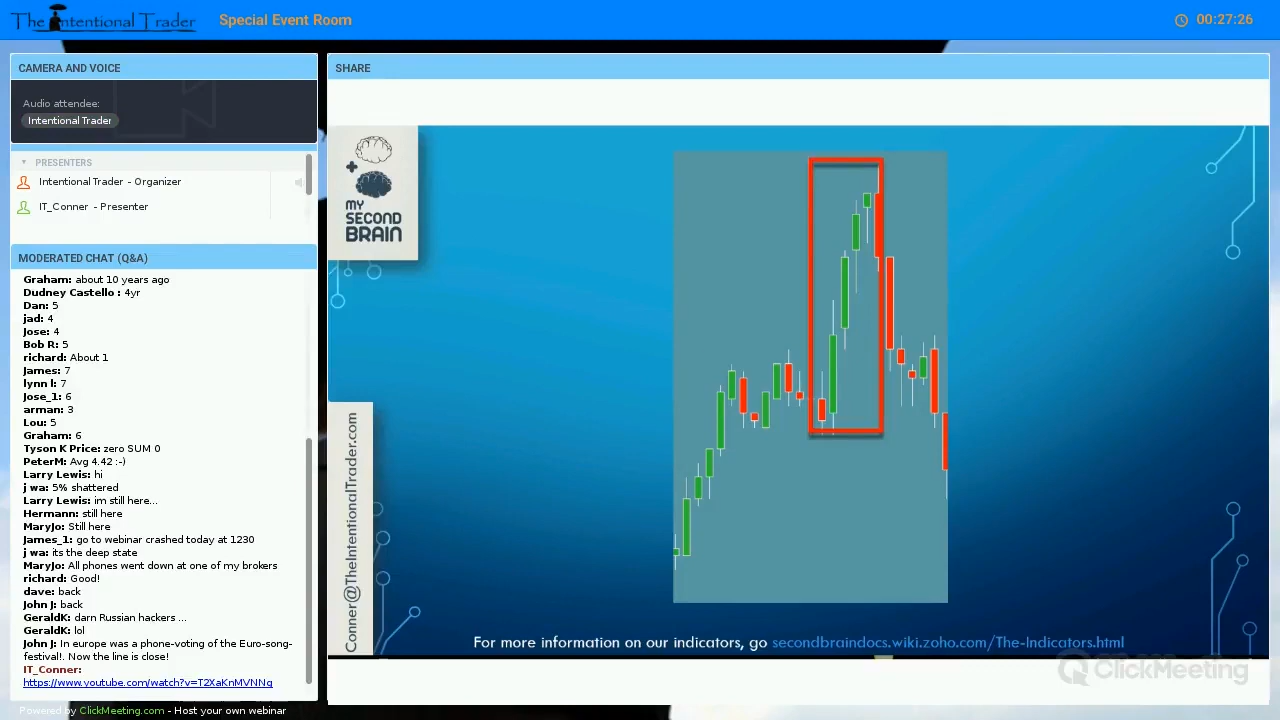 The Intentional Trader
Special Event Room
00:27:26
CAMERA AND VOICE
Audio attendee:
Intentional Trader
PRESENTERS
Intentional Trader - Organizer
IT_Conner - Presenter
MODERATED CHAT (Q&A)
Graham: about 10 years ago
Dudney Castello : 4yr
Dan: 5
jad: 4
Jose: 4
Bob R: 5
richard: About 1
James: 7
lynn l: 7
Jose_1: 6
arman: 3
Lou: 5
Graham: 6
Tyson K Price: zero SUM 0
PeterM: Avg 4.42 :-)
Larry Lewis: hi
j wa: 5% shattered
Larry Lewis: im still here...
Hermann: still here
MaryJo: Still here
James_1: go to webinar crashed today at 1230
j wa: its the deep state
MaryJo: All phones went down at one of my brokers
richard: Good!
dave: back
John J: back
GeraldK: darn Russian hackers ...
GeraldK: lol
John J: In europe was a phone-voting of the Euro-song-
festival!. Now the line is close!
IT_Conner:
https://www.youtube.com/watch?v=T2XaKnMVNNg
Powered by ClickMeeting.com - Host your own webinar
SHARE
MY
SECOND
BRAIN
Conner@TheIntentionalTrader.com
For more information on our indicators, go secondbraindocs.wiki.zoho.com/The-Indicators.html
ClickMeeting